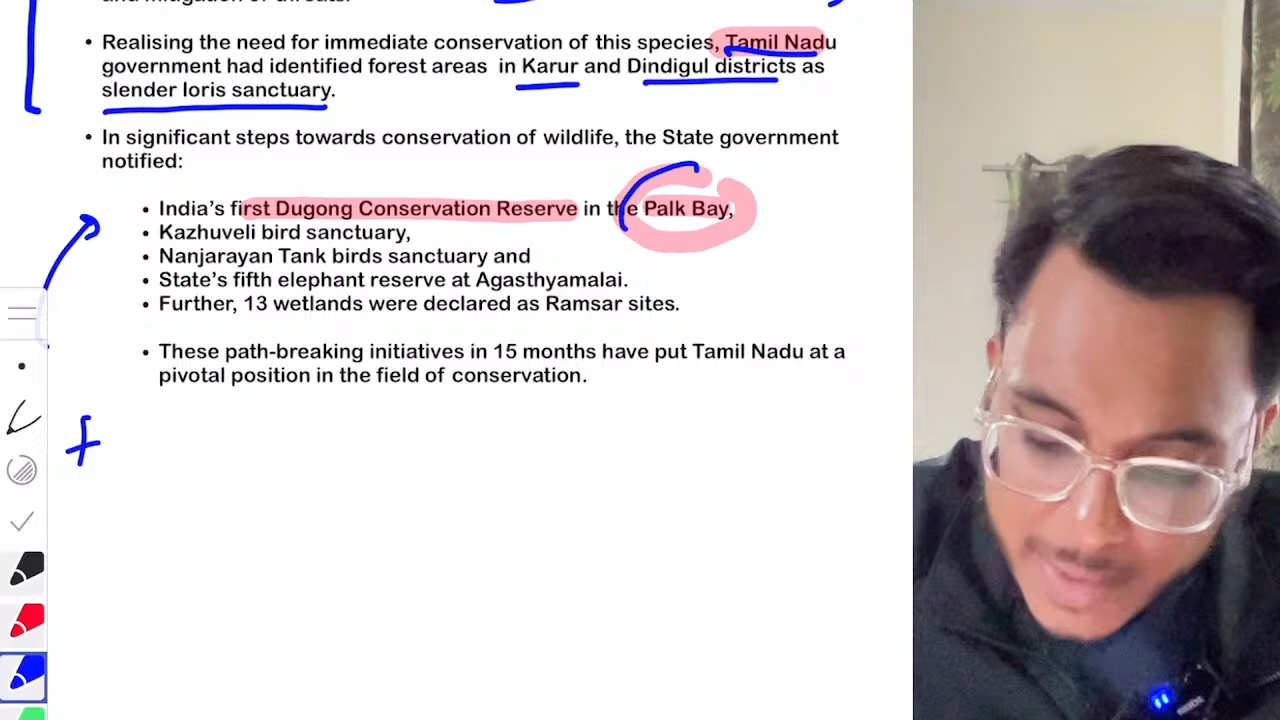 Realising the need for immediate conservation of this species, Tamil Nadu
government had identified forest areas in Karur and Dindigul districts as
slender loris sanctuary.
• In significant steps towards conservation of wildlife, the State government
notified:
• India's first Dugong Conservation Reserve in the Palk Bay,
• Kazhuveli bird sanctuary,
• Nanjarayan Tank birds sanctuary and
• State's fifth elephant reserve at Agasthyamalai.
• Further, 13 wetlands were declared as Ramsar sites.
• These path-breaking initiatives in 15 months have put Tamil Nadu at a
pivotal position in the field of conservation.